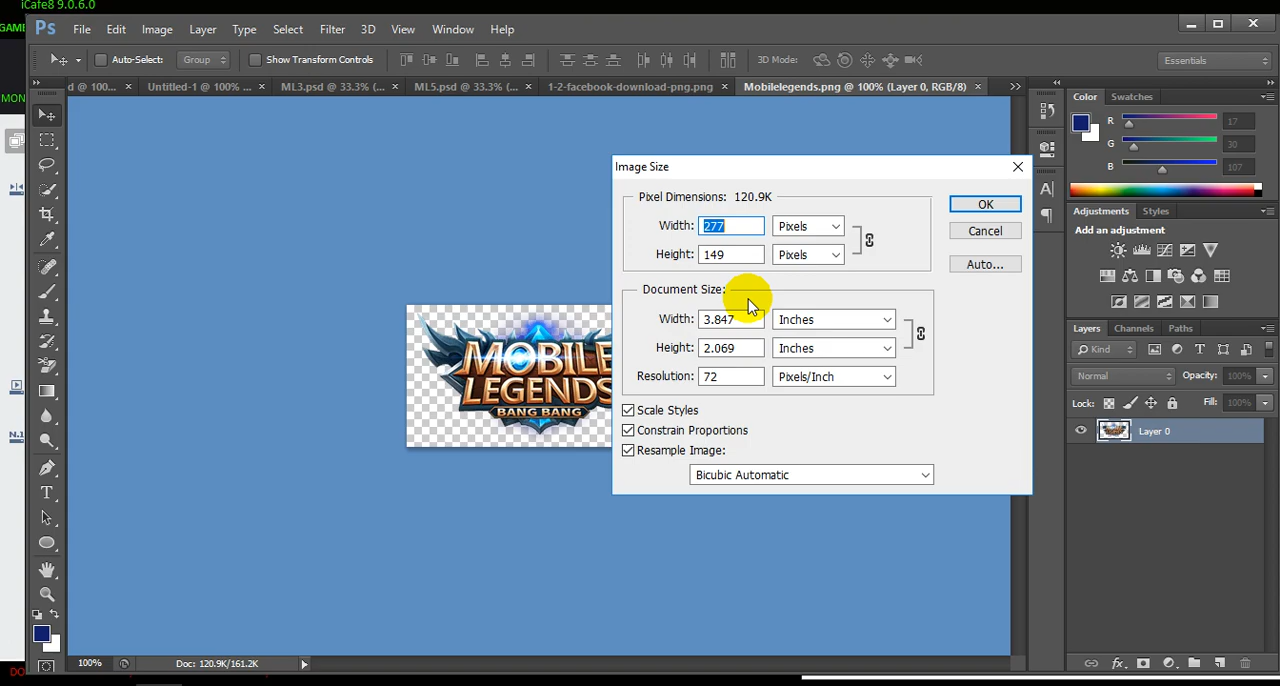 iCafe8 9.0.6.0
GAME
MON
N.1
DO
Ps File Edit Image Layer Type Select Filter 3D View Window Help
Auto-Select: Group Show Transform Controls 3D Mode: Essentials
d @ 100... × Untitled-1 @ 100% ... × ML3.psd @ 33.3% (... × ML5.psd @ 33.3% (... × 1-2-facebook-download-png.png × Mobilelegends.png @ 100% (Layer 0, RGB/8) ×
MOBILE
LEGENDS
BANG BANG
Image Size
Pixel Dimensions: 120.9K
Width: 277 Pixels
Height: 149 Pixels
OK
Cancel
Auto...
Document Size:
Width: 3.847 Inches
Height: 2.069 Inches
Resolution: 72 Pixels/Inch
Scale Styles
Constrain Proportions
Resample Image:
Bicubic Automatic
Color Swatches
R 17
G 30
B 107
Adjustments Styles
Add an adjustment
Layers Channels Paths
Kind
Normal Opacity: 100%
Lock: Fill: 100%
Layer 0
fx
100% Doc: 120.9K/161.2K